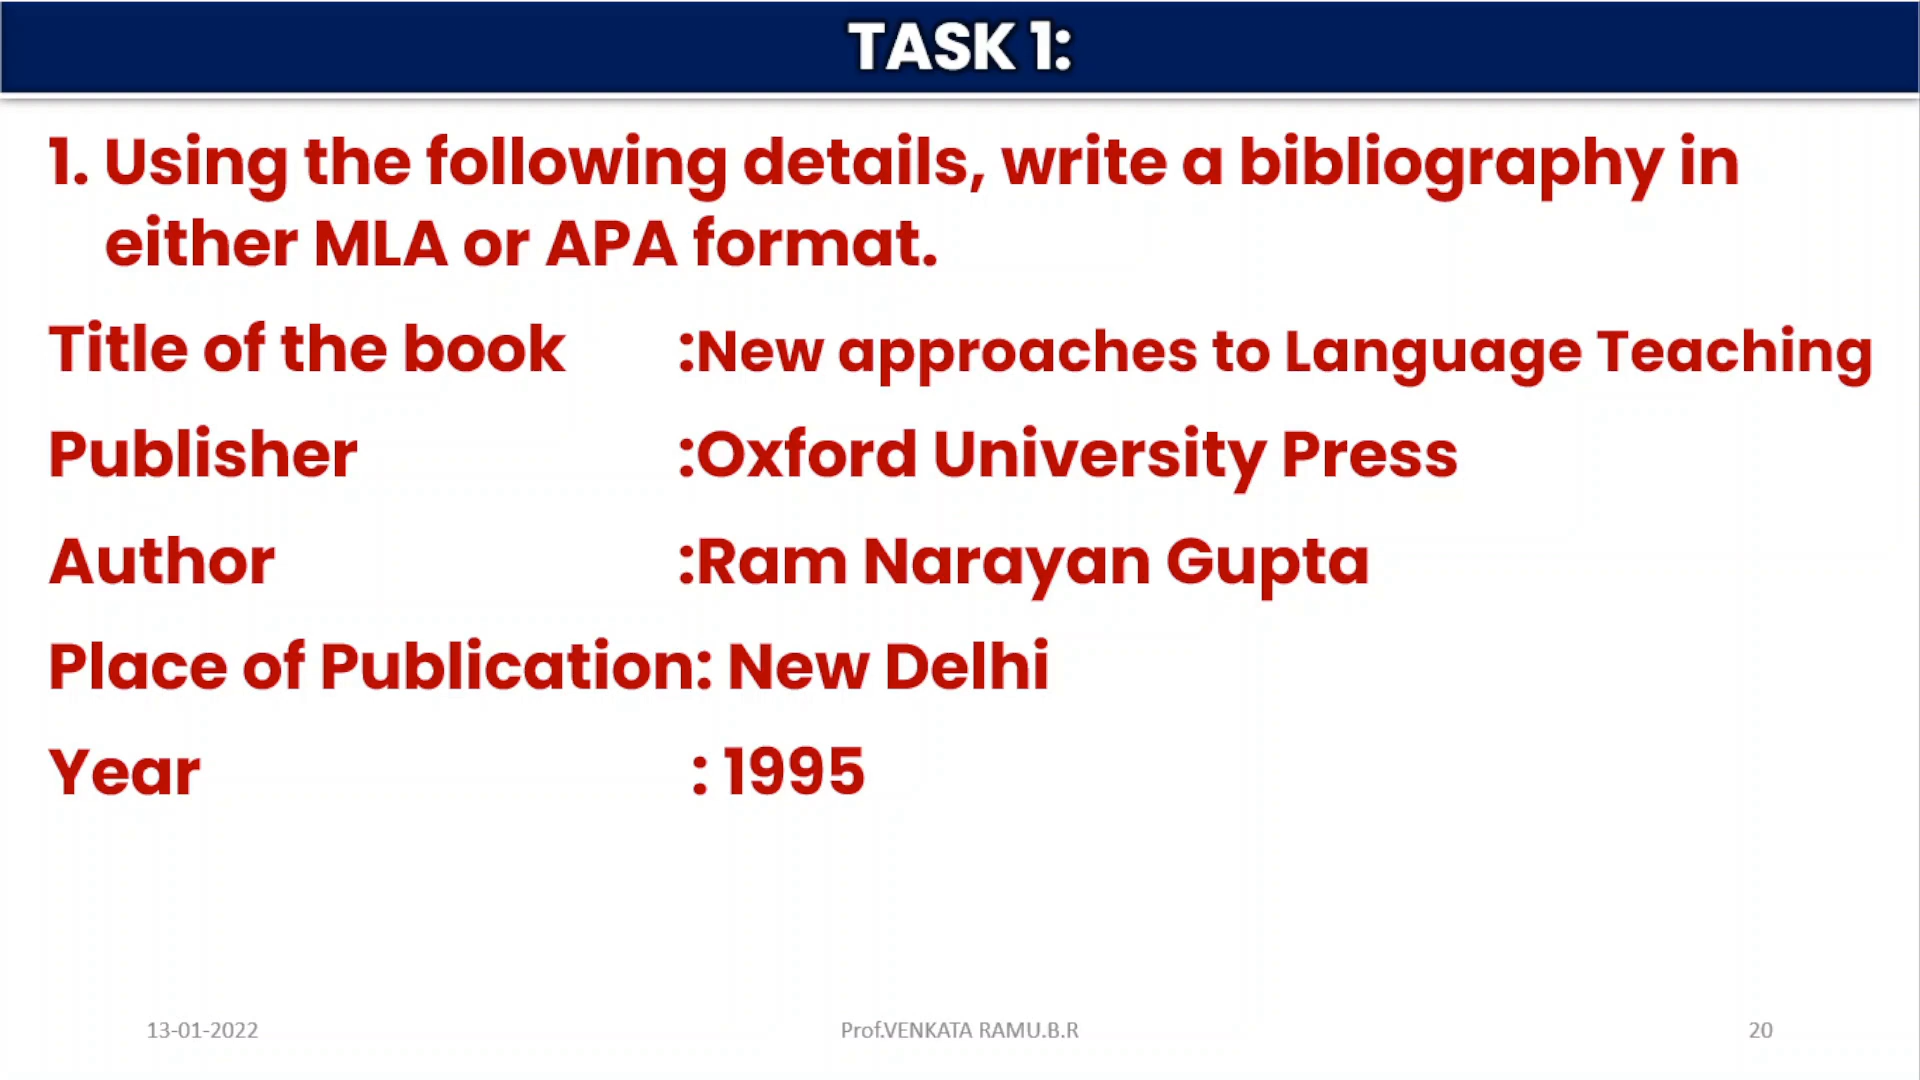 TASK 1:
1. Using the following details, write a bibliography in
either MLA or APA format.
Title of the book :New approaches to Language Teaching
Publisher :Oxford University Press
Author :Ram Narayan Gupta
Place of Publication: New Delhi
Year : 1995
13-01-2022 Prof.VENKATA RAMU.B.R 20